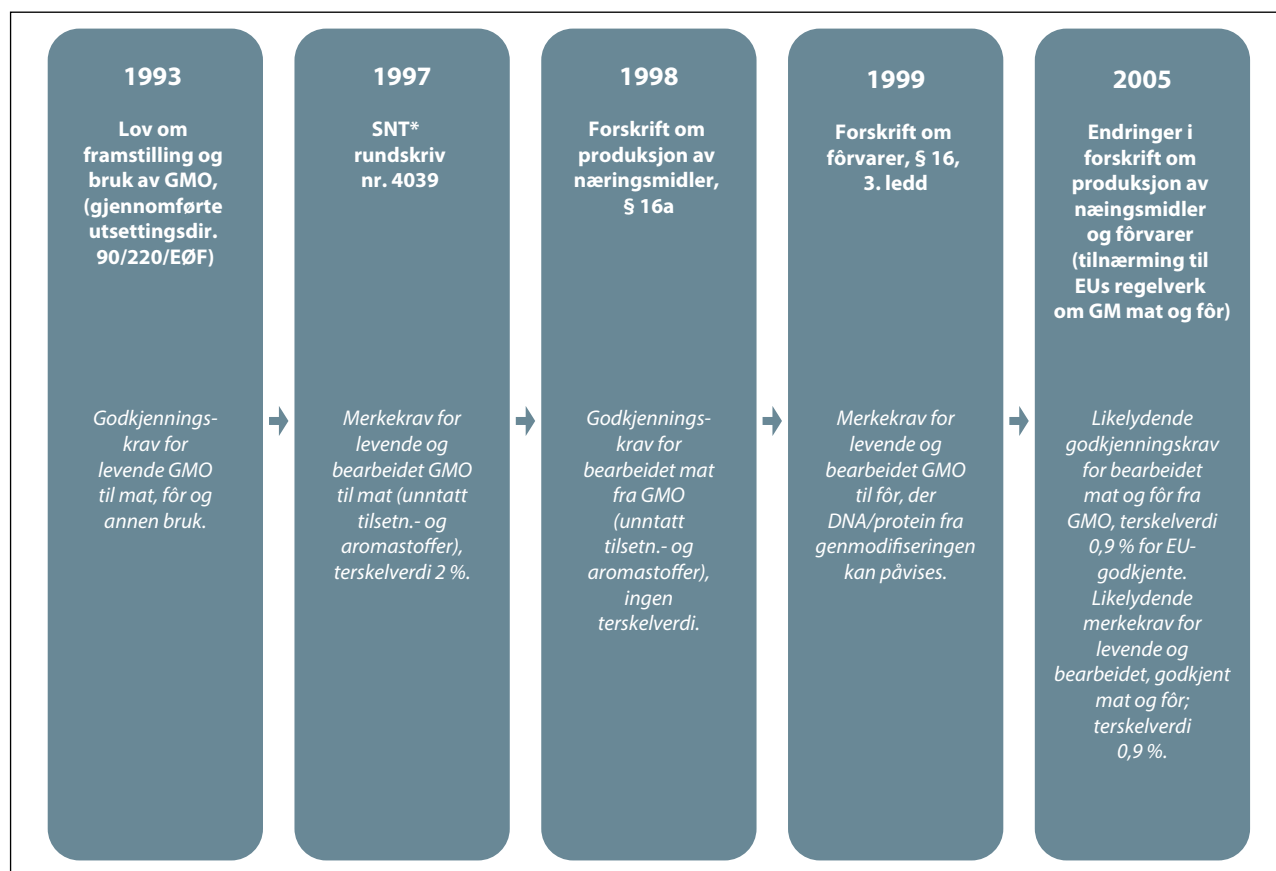 1993
Lov om
framstilling og
bruk av GMO,
(gjennomførte
utsettingsdir.
90/220/EØF)
Godkjennings-
krav for
levende GMO
til mat, fôr og
annen bruk.
1997
SNT*
rundskriv
nr. 4039
Merkekrav for
levende og
bearbeidet GMO
til mat (unntatt
tilsetn.- og
aromastoffer),
terskelverdi 2 %.
1998
Forskrift om
produksjon av
næringsmidler,
§ 16a
Godkjennings-
krav for
bearbeidet mat
fra GMO
(unntatt
tilsetn.- og
aromastoffer),
ingen
terskelverdi.
1999
Forskrift om
fôrvarer, § 16,
3. ledd
Merkekrav for
levende og
bearbeidet GMO
til fôr, der
DNA/protein fra
genmodifiseringen
kan påvises.
2005
Endringer i
forskrift om
produksjon av
næingsmidler
og fôrvarer
(tilnærming til
EUs regelverk
om GM mat og fôr)
Likelydende
godkjenningskrav
for bearbeidet
mat og fôr fra
GMO, terskelverdi
0,9 % for EU-
godkjente.
Likelydende
merkekrav for
levende og
bearbeidet, godkjent
mat og fôr;
terskelverdi
0,9 %.